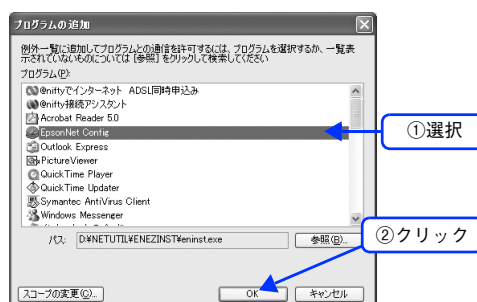 プログラムの追加
例外一覧に追加してプログラムとの通信を許可するには、プログラムを選択するか、一覧表
示されていないものについては [参照] をクリックして検索してください
プログラム(P):
@niftyでインターネット ADSL同時申込み
@nifty接続アシスタント
Acrobat Reader 5.0
EpsonNet Config
①選択
Outlook Express
PictureViewer
QuickTime Player
QuickTime Updater
Symantec AntiVirus Client
Windows Messenger
パス: D:¥NETUTIL¥ENEZINST¥eninst.exe 参照(B)...
②クリック
スコープの変更(C)... OK キャンセル